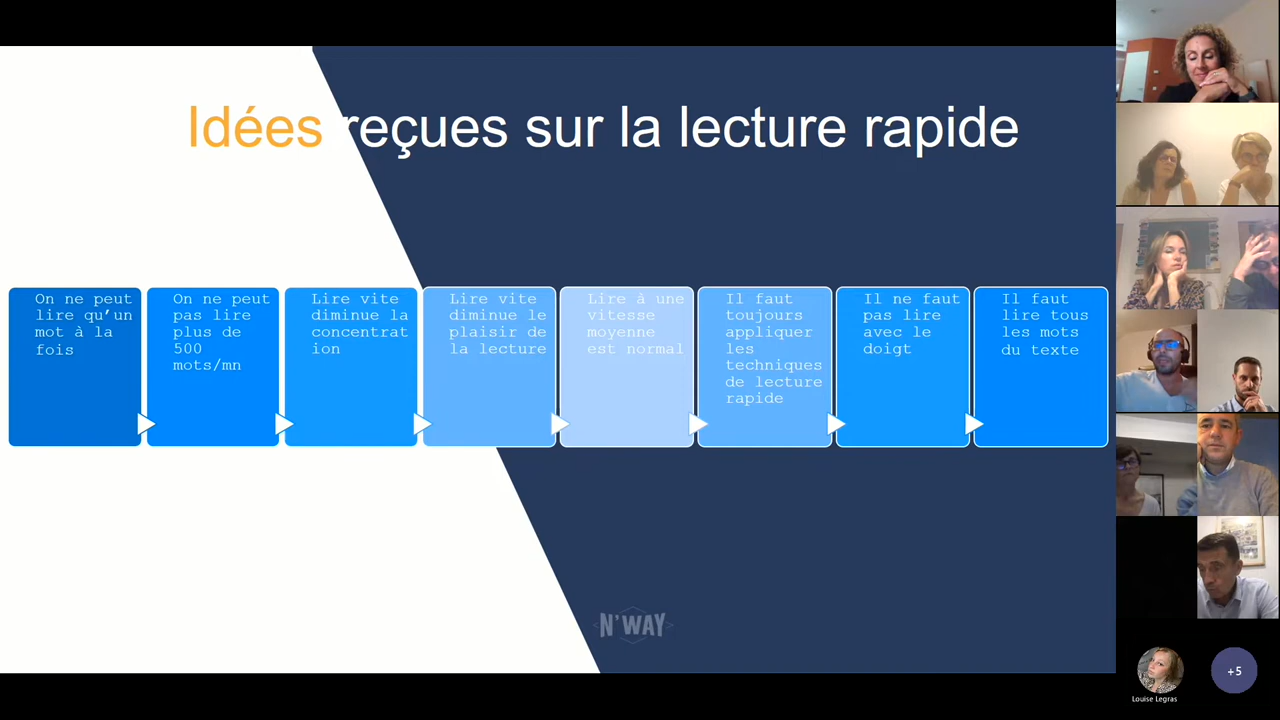 Idées reçues sur la lecture rapide
On ne peut
lire qu’un
mot à la
fois
On ne peut
pas lire
plus de
500
mots/mn
Lire vite
diminue la
concentrat
ion
Lire vite
diminue le
plaisir de
la lecture
Lire à une
vitesse
moyenne
est normal
Il faut
toujours
appliquer
les
techniques
de lecture
rapide
Il ne faut
pas lire
avec le
doigt
Il faut
lire tous
les mots
du texte
N'WAY
Louise Legras
+5